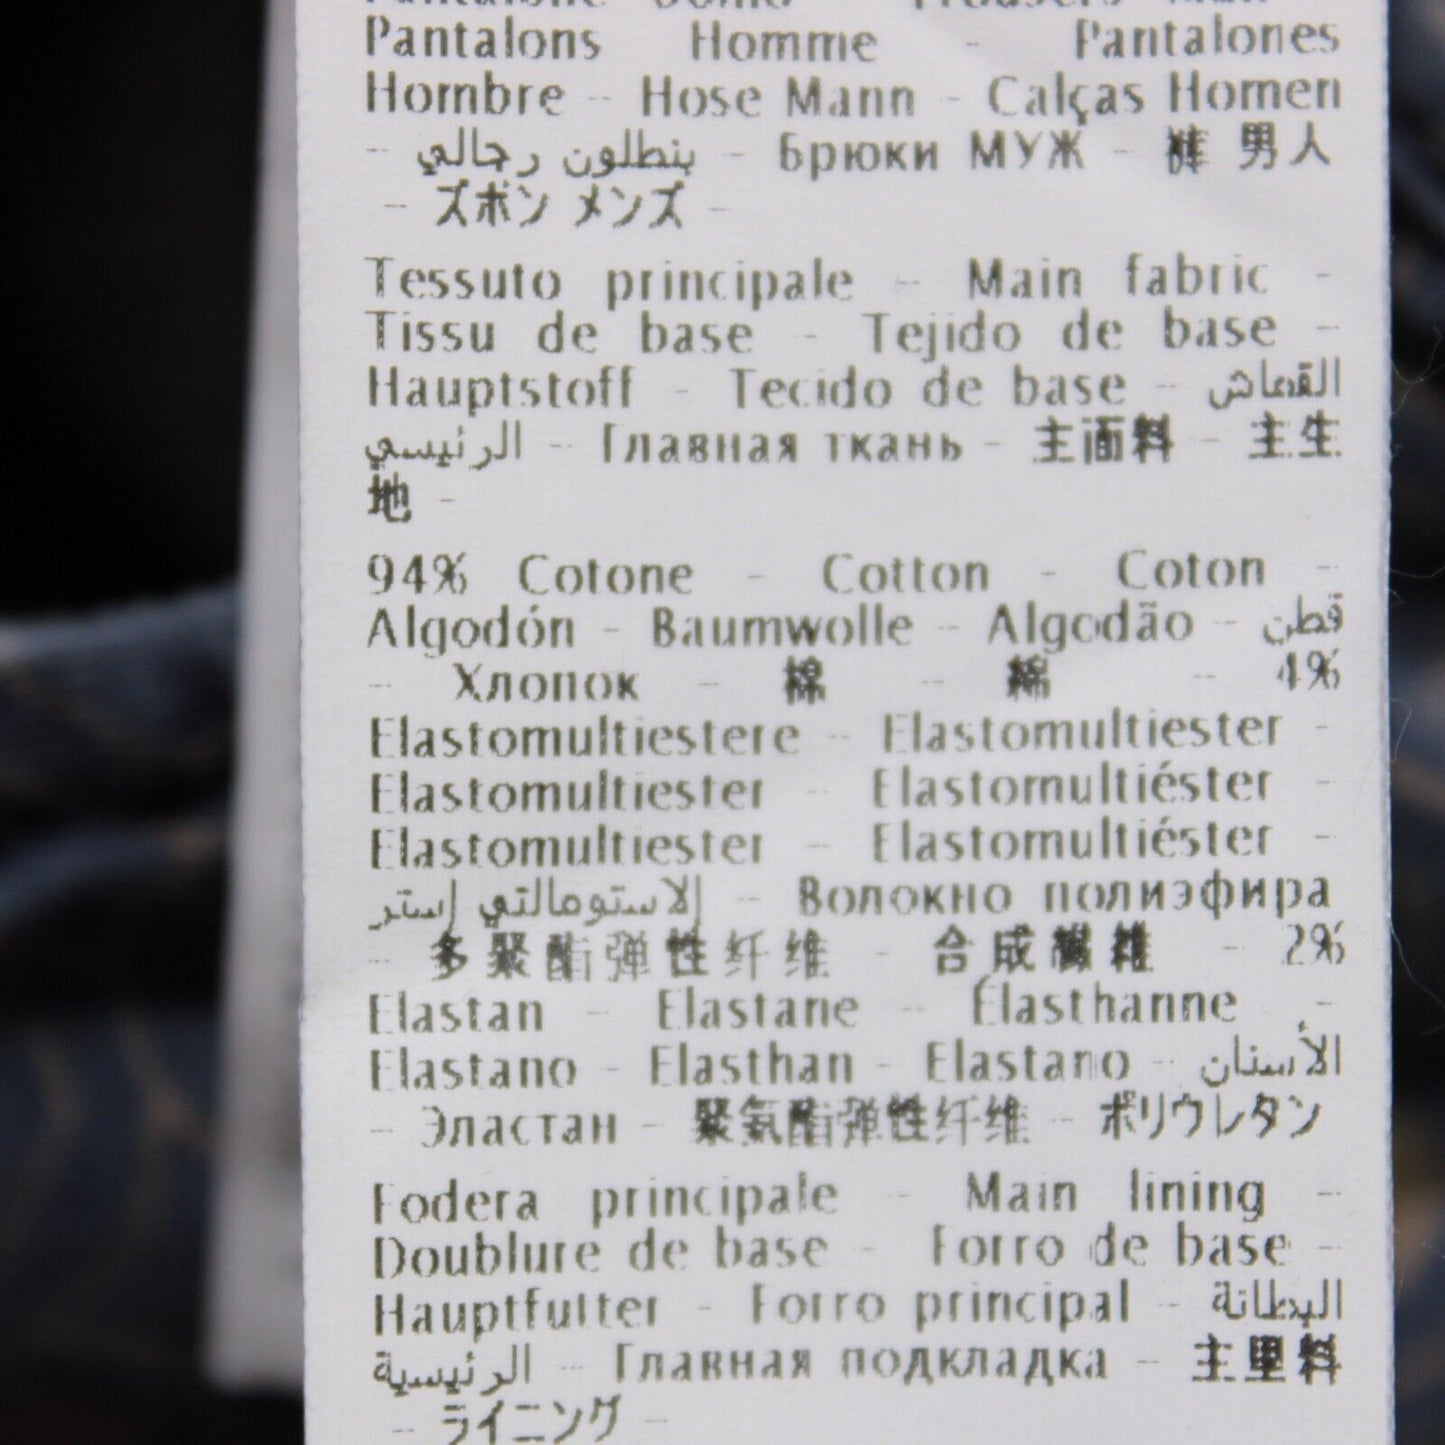 Pantalons Homme - Pantalones
Hombre - Hose Mann - Calças Homen
- بنطلون رجالي - Брюки МУЖ - 裤 男人
- ズボン メンズ -
Tessuto principale - Main fabric -
Tissu de base - Tejido de base -
Hauptstoff - Tecido de base - القماش
الرئيسي - Главная ткань - 主面料 - 主生
地 -
94% Cotone - Cotton - Coton -
Algodón - Baumwolle - Algodão - قطن
- Хлопок - 棉 - 綿 - 4%
Elastomultiestere - Elastomultiester -
Elastomultiester - Elastomultiéster -
Elastomultiester - Elastomultiéster -
إلاستومالتي إستر - Волокно полиэфира
- 多聚酯弹性纤维 - 合成繊維 - 2%
Elastan - Elastane - Élasthanne -
Elastano - Elasthan - Elastano - الأسنان
- Эластан - 聚氨酯弹性纤维 - ポリウレタン
Fodera principale - Main lining -
Doublure de base - Forro de base -
Hauptfutter - Forro principal - البطانة
الرئيسية - Главная подкладка - 主里料
- ライニング -